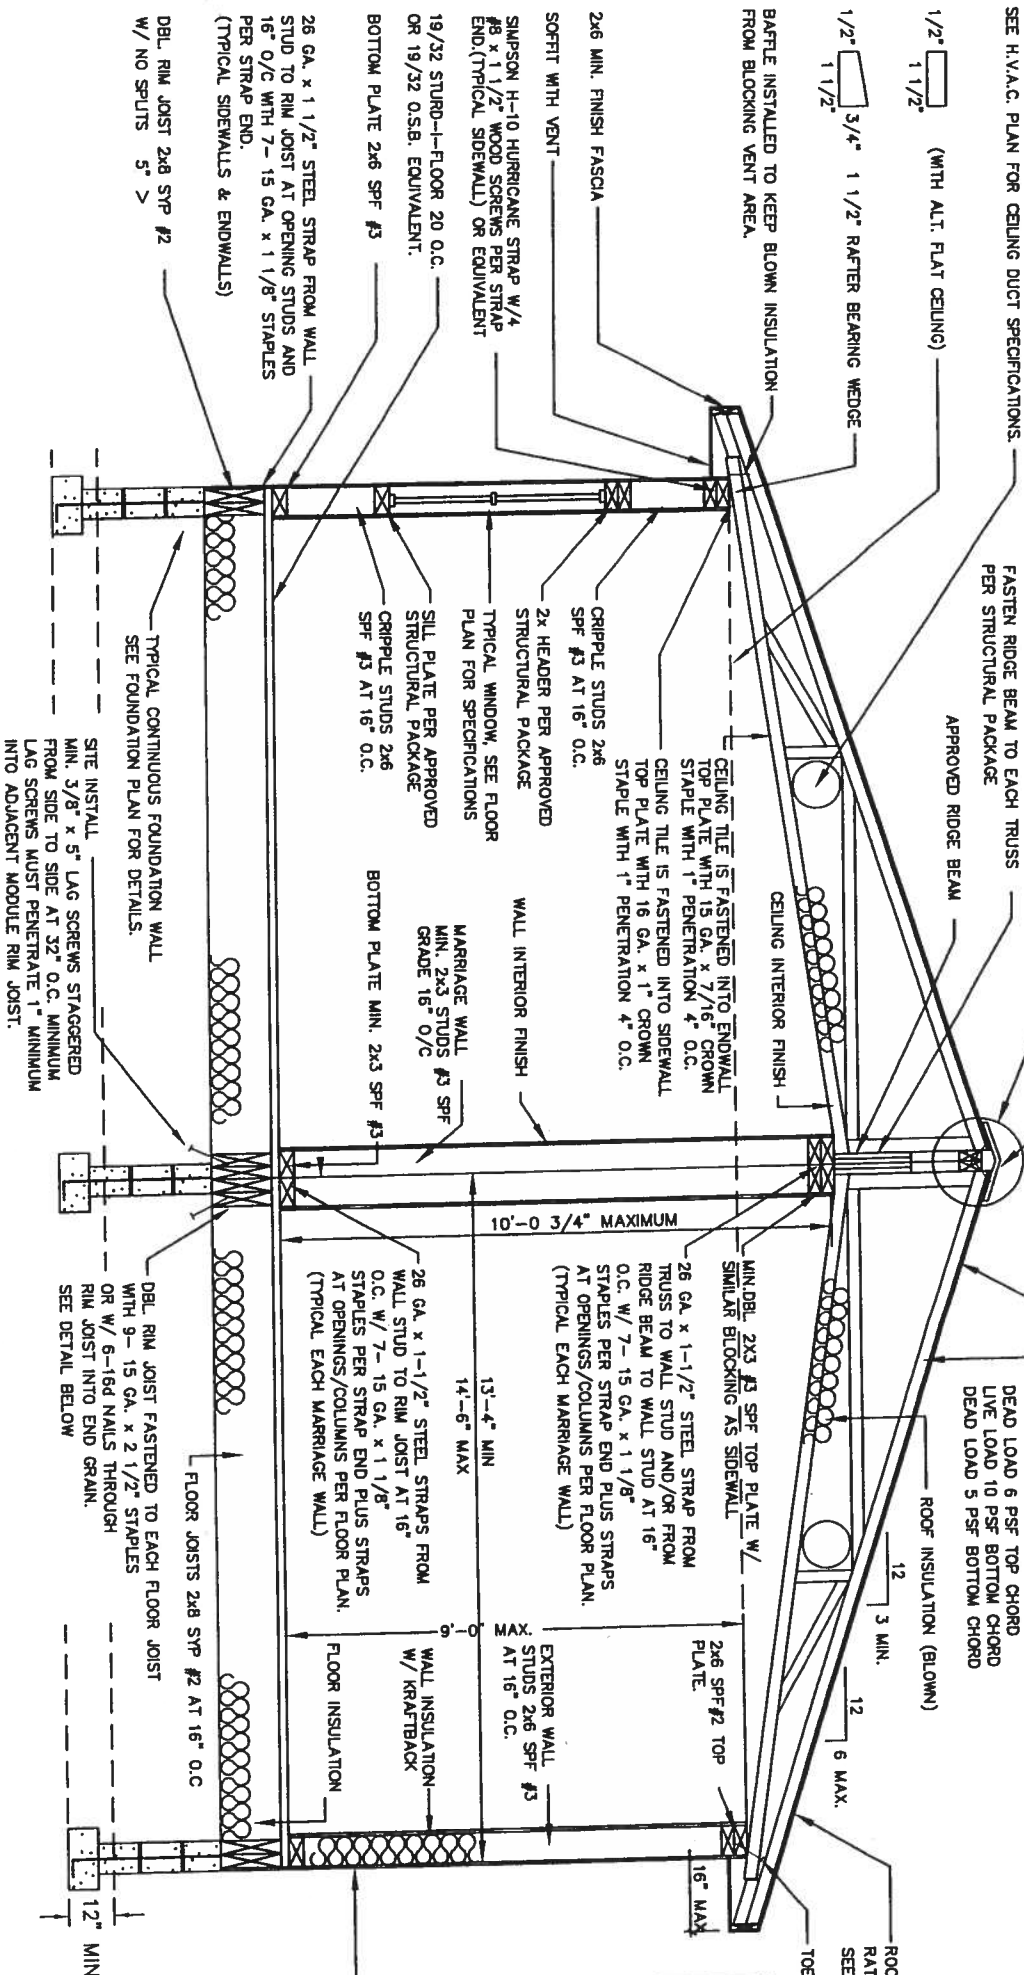 SEE H.V.A.C. PLAN FOR CEILING DUCT SPECIFICATIONS.
1/2"
1 1/2"
(WITH ALT. FLAT CEILING)
1/2"
3/4"
1 1/2"
1 1/2" RAFTER BEARING WEDGE
BAFFLE INSTALLED TO KEEP BLOWN INSULATION
FROM BLOCKING VENT AREA.
2x6 MIN. FINISH FASCIA
SOFFIT WITH VENT
SIMPSON H-10 HURRICANE STRAP W/4
#8 x 1 1/2" WOOD SCREWS PER STRAP
END.(TYPICAL SIDEWALL) OR EQUIVALENT
19/32 STURD-I-FLOOR 20 O.C.
OR 19/32 O.S.B. EQUIVALENT.
BOTTOM PLATE 2x6 SPF #3
26 GA. x 1 1/2" STEEL STRAP FROM WALL
STUD TO RIM JOIST AT OPENING STUDS AND
16" O/C WITH 7- 15 GA. x 1 1/8" STAPLES
PER STRAP END.
(TYPICAL SIDEWALLS & ENDWALLS)
DBL RIM JOIST 2x8 SYP #2
W/ NO SPLITS 5" >
FASTEN RIDGE BEAM TO EACH TRUSS
PER STRUCTURAL PACKAGE
APPROVED RIDGE BEAM
CEILING INTERIOR FINISH
CEILING TILE IS FASTENED INTO ENDWALL
TOP PLATE WITH 15 GA. x 7/16" CROWN
STAPLE WITH 1" PENETRATION 4" O.C.
CEILING TILE IS FASTENED INTO SIDEWALL
TOP PLATE WITH 16 GA. x 1" CROWN
STAPLE WITH 1" PENETRATION 4" O.C.
CRIPPLE STUDS 2x6
SPF #3 AT 16" O.C.
2x HEADER PER APPROVED
STRUCTURAL PACKAGE
TYPICAL WINDOW, SEE FLOOR
PLAN FOR SPECIFICATIONS
SILL PLATE PER APPROVED
STRUCTURAL PACKAGE
CRIPPLE STUDS 2x6
SPF #3 AT 16" O.C.
WALL INTERIOR FINISH
MARRIAGE WALL
MIN. 2x3 STUDS #3 SPF
GRADE 16" O/C
BOTTOM PLATE MIN. 2x3 SPF #3
TYPICAL CONTINUOUS FOUNDATION WALL
SEE FOUNDATION PLAN FOR DETAILS.
SITE INSTALL
MIN. 3/8" x 5" LAG SCREWS STAGGERED
FROM SIDE TO SIDE AT 32" O.C. MINIMUM
LAG SCREWS MUST PENETRATE 1" MINIMUM
INTO ADJACENT MODULE RIM JOIST.
DEAD LOAD 6 PSF TOP CHORD
LIVE LOAD 10 PSF BOTTOM CHORD
DEAD LOAD 5 PSF BOTTOM CHORD
ROOF INSULATION (BLOWN)
12
3 MIN.
12
6 MAX.
10'-0 3/4" MAXIMUM
MIN.DBL. 2X3 #3 SPF TOP PLATE W/
SIMILAR BLOCKING AS SIDEWALL
26 GA. x 1-1/2" STEEL STRAP FROM
TRUSS TO WALL STUD AND/OR FROM
RIDGE BEAM TO WALL STUD AT 16"
O.C. W/ 7- 15 GA. x 1 1/8"
STAPLES PER STRAP END PLUS STRAPS
AT OPENINGS/COLUMNS PER FLOOR PLAN.
(TYPICAL EACH MARRIAGE WALL)
13'-4" MIN
14'-6" MAX
26 GA. x 1-1/2" STEEL STRAPS FROM
WALL STUD TO RIM JOIST AT 16"
O.C. W/ 7- 15 GA. x 1 1/8"
STAPLES PER STRAP END PLUS STRAPS
AT OPENINGS/COLUMNS PER FLOOR PLAN.
(TYPICAL EACH MARRIAGE WALL)
DBL RIM JOIST FASTENED TO EACH FLOOR JOIST
WITH 9- 15 GA. x 2 1/2" STAPLES
OR W/ 6-16d NAILS THROUGH
RIM JOIST INTO END GRAIN.
SEE DETAIL BELOW
FLOOR JOISTS 2x8 SYP #2 AT 16" O.C
9'-0" MAX.
2x6 SPF#2 TOP
PLATE.
EXTERIOR WALL
STUDS 2x6 SPF #3
AT 16" O.C.
WALL INSULATION
W/ KRAFTBACK
FLOOR INSULATION
16" MAX
12" MIN
ROO
RAT
SEE
TOE